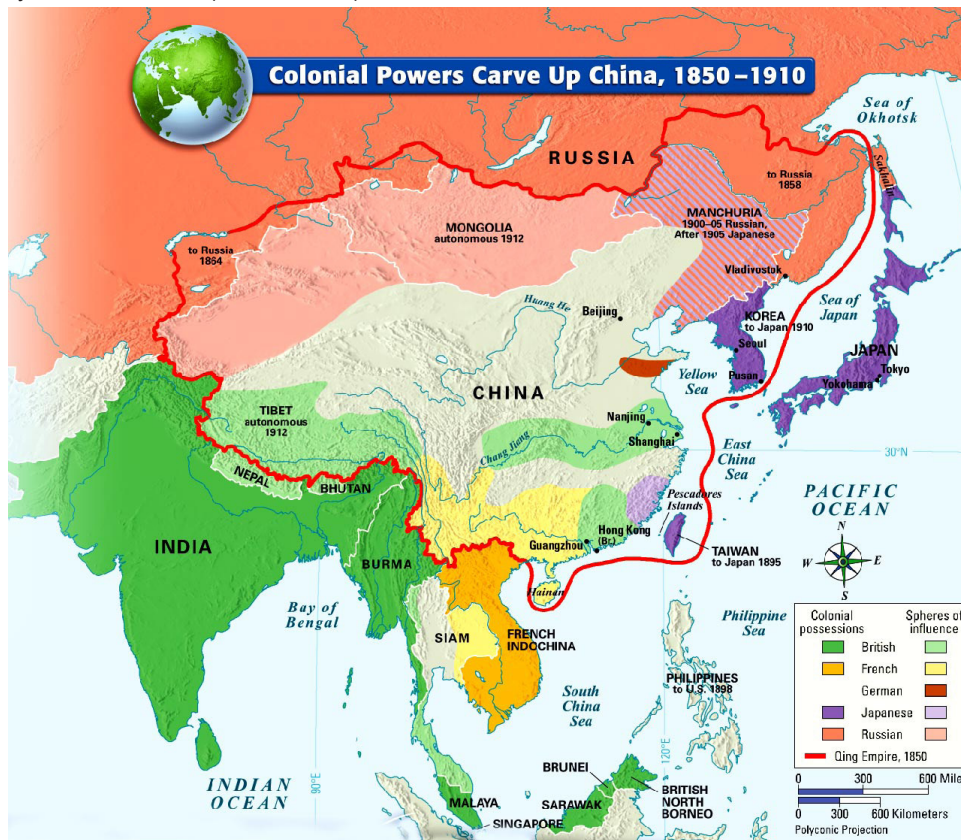 Colonial Powers Carve Up China, 1850–1910
Sea of
Okhotsk
RUSSIA
to Russia
1858
Sakhalin
MANCHURIA
1900–05 Russian,
After 1905 Japanese
MONGOLIA
autonomous 1912
to Russia
1864
Vladivostok
Huang He
Beijing
Sea of
Japan
KOREA
to Japan 1910
Seoul
JAPAN
Tokyo
Pusan
Yokohama
Yellow
Sea
CHINA
TIBET
autonomous
1912
Nanjing
Shanghai
Chang Jiang
East
China
Sea
30°N
NEPAL
BHUTAN
Pescadores
Islands
PACIFIC
OCEAN
INDIA
BURMA
Guangzhou
Hong Kong
(Br.)
TAIWAN
to Japan 1895
N
W
E
S
Hainan
Bay of
Bengal
SIAM
FRENCH
INDOCHINA
Philippine
Sea
PHILIPPINES
to U.S. 1898
South
China
Sea
INDIAN
OCEAN
90°E
120°E
MALAYA
SINGAPORE
BRUNEI
SARAWAK
BRITISH
NORTH
BORNEO
Colonial
possessions
Spheres of
influence
British
French
German
Japanese
Russian
Qing Empire, 1850
0 300 600 Mile
0 300 600 Kilometers
Polyconic Projection